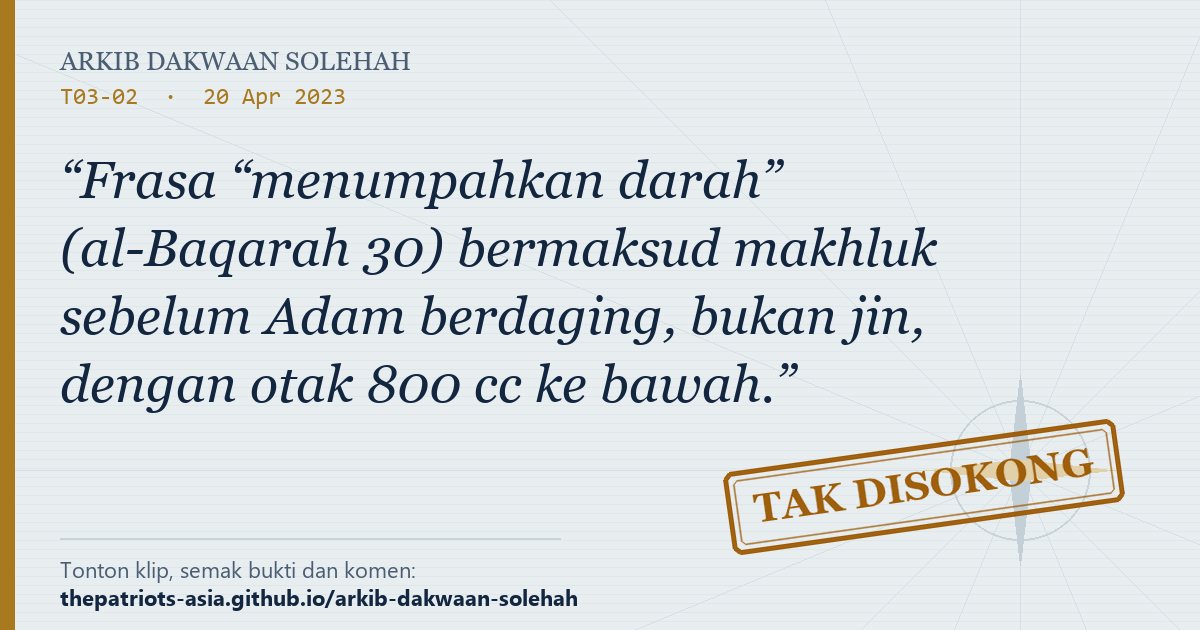 ARKIB DAKWAAN SOLEHAH
T03-02 · 20 Apr 2023
“Frasa “menumpahkan darah”
(al-Baqarah 30) bermaksud makhluk
sebelum Adam berdaging, bukan jin,
dengan otak 800 cc ke bawah.”
TAK DISOKONG
Tonton klip, semak bukti dan komen:
thepatriots-asia.github.io/arkib-dakwaan-solehah